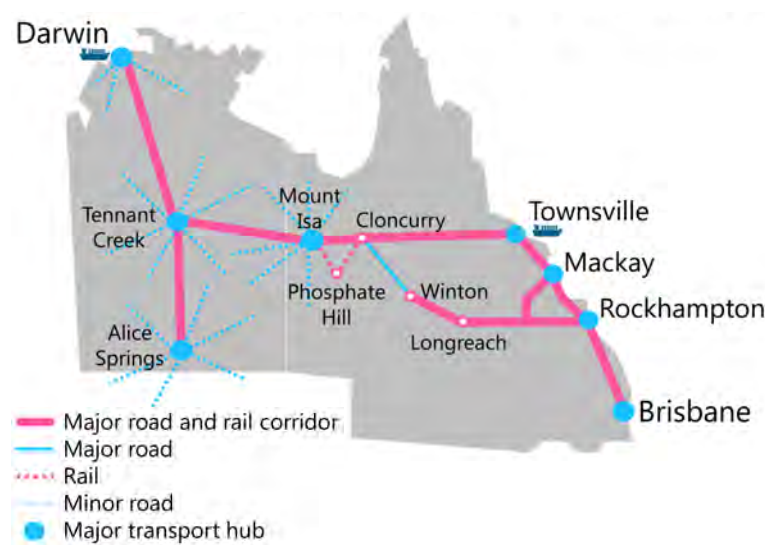 Darwin
Tennant
Creek
Mount
Isa
Cloncurry
Townsville
Mackay
Phosphate
Hill
Winton
Rockhampton
Alice
Springs
Longreach
Brisbane
Major road and rail corridor
Major road
Rail
Minor road
Major transport hub